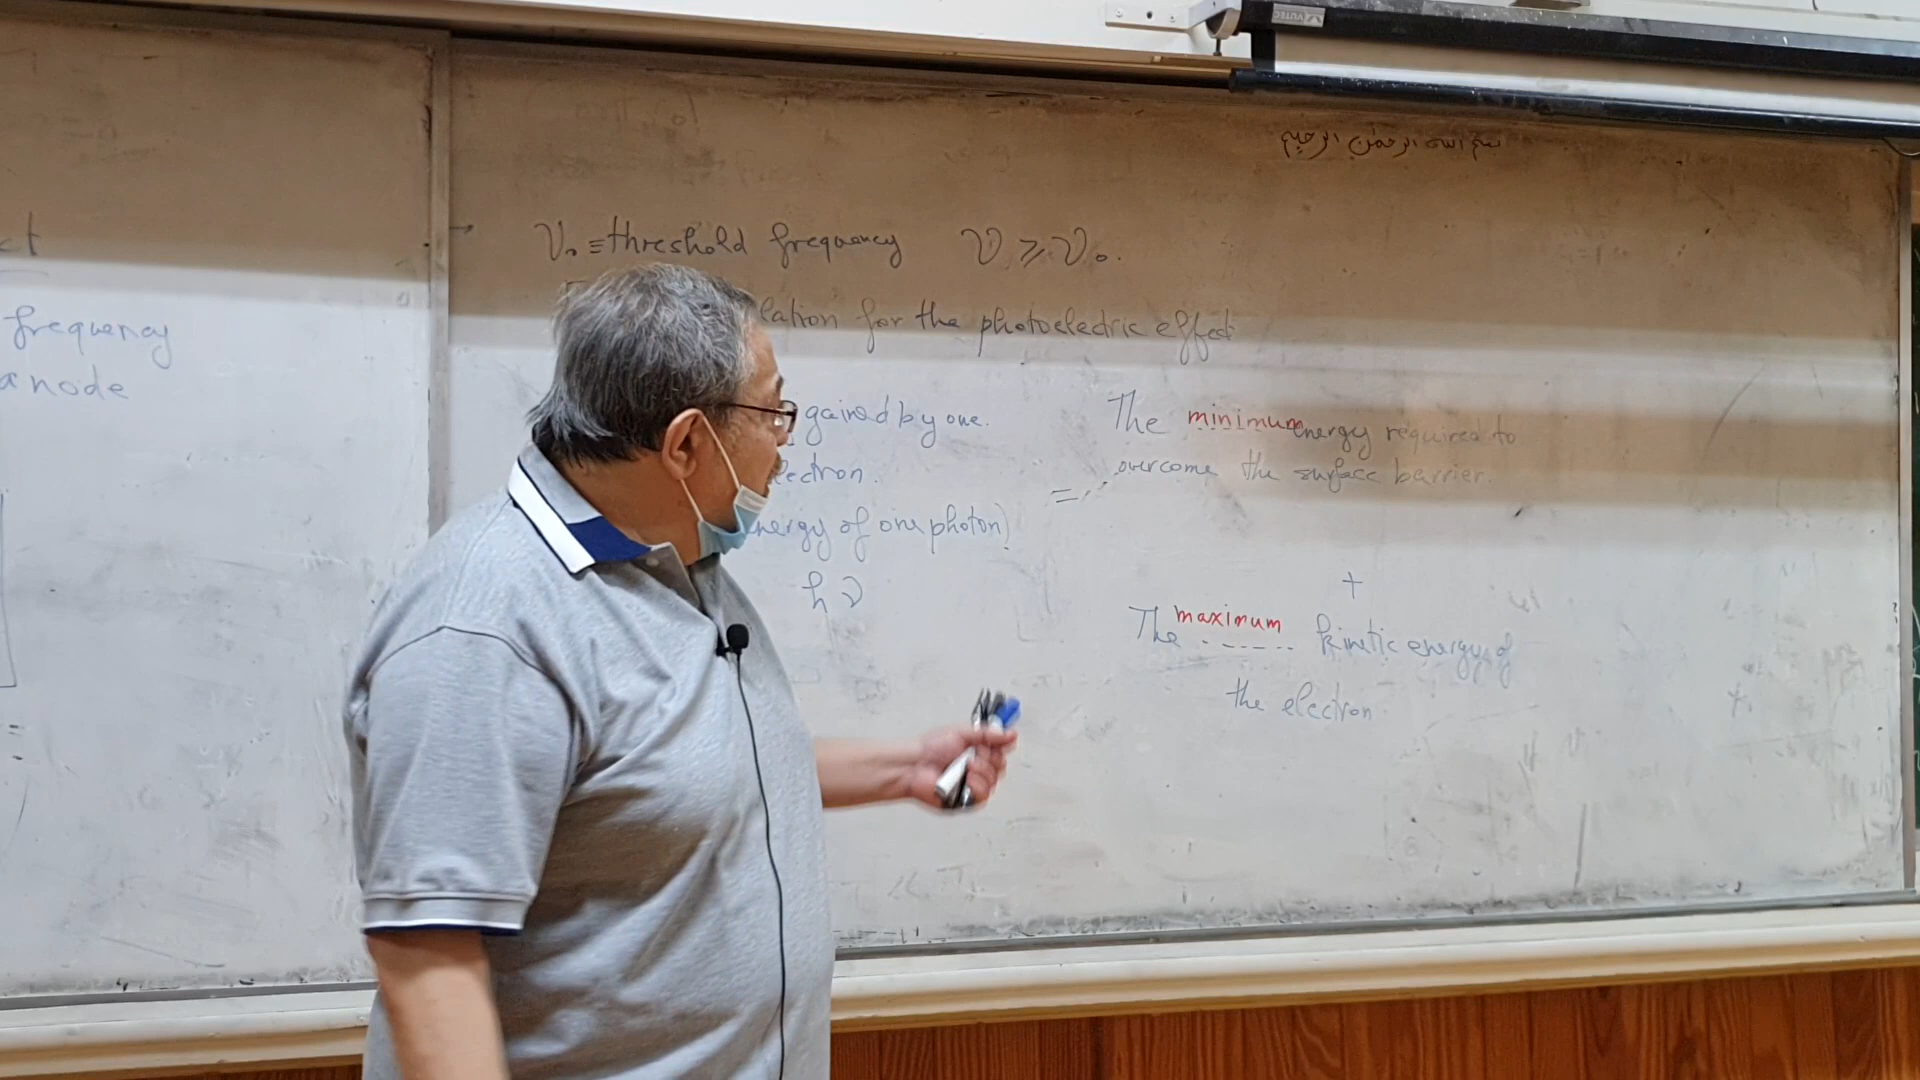 VUTEC
بسم الله الرحمن الرحيم
ct
frequency
anode
ν₀ ≡ threshold frequency ν ⩾ ν₀.
lation for the photoelectric effect
gained by one
lectron.
nergy of one photon)
hν
=
The minimum energy required to
overcome the surface barrier.
+
The maximum kinetic energy of
the electron
=